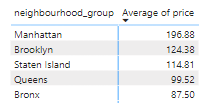 neighbourhood_group Average of price
Manhattan 196.88
Brooklyn 124.38
Staten Island 114.81
Queens 99.52
Bronx 87.50